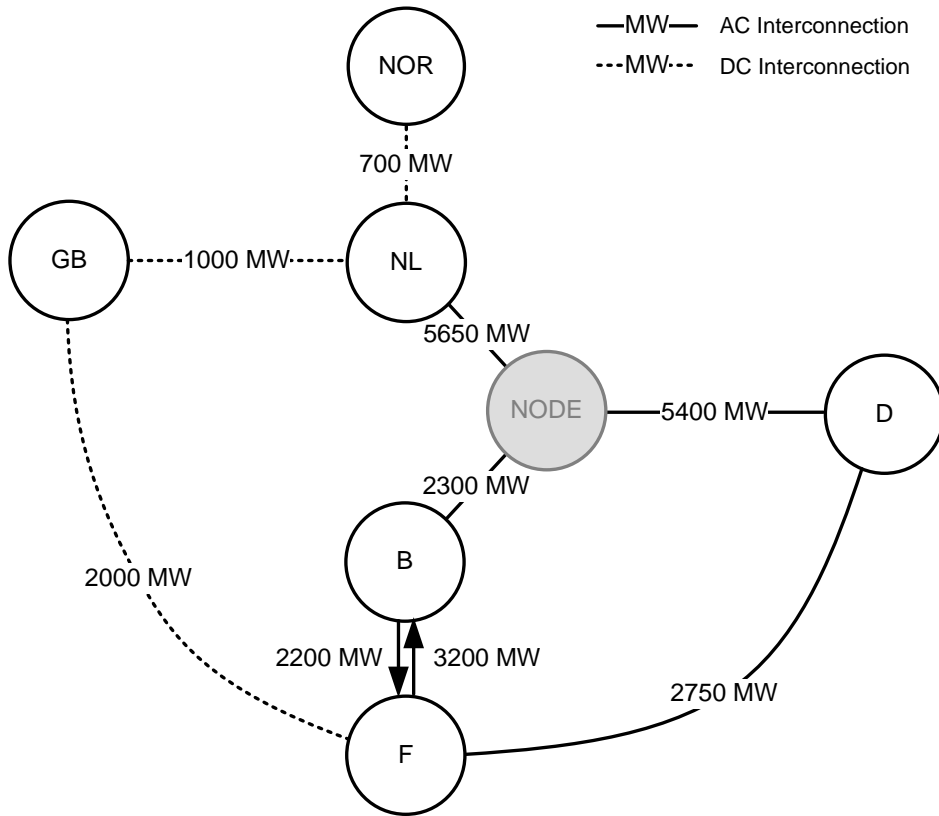 MW AC Interconnection
MW DC Interconnection
NOR
700 MW
GB
1000 MW
NL
5650 MW
NODE
5400 MW
D
2300 MW
B
2000 MW
2200 MW
3200 MW
2750 MW
F